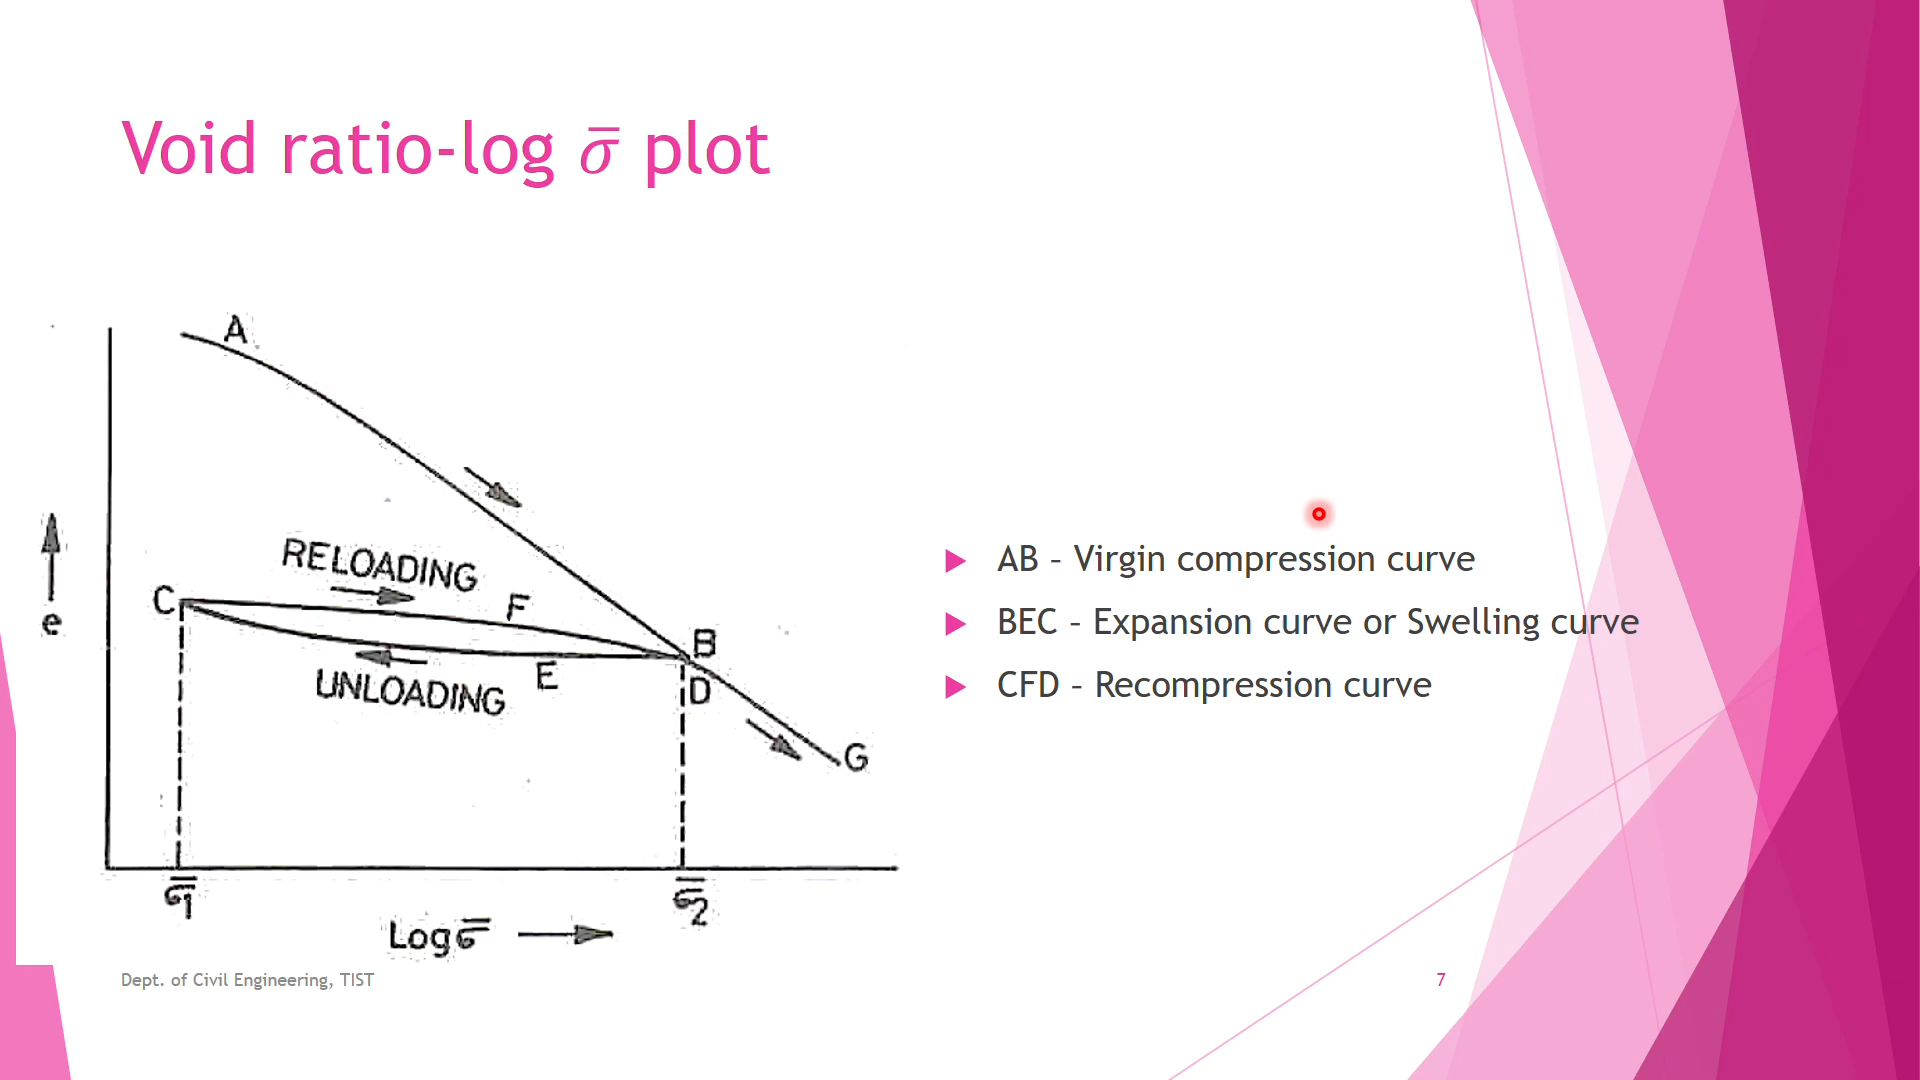 Void ratio-log σ̄ plot
A
RELOADING
C
F
e
B
E
D
UNLOADING
G
σ̄1
σ̄2
Log σ̄
AB – Virgin compression curve
BEC – Expansion curve or Swelling curve
CFD – Recompression curve
Dept. of Civil Engineering, TIST
7